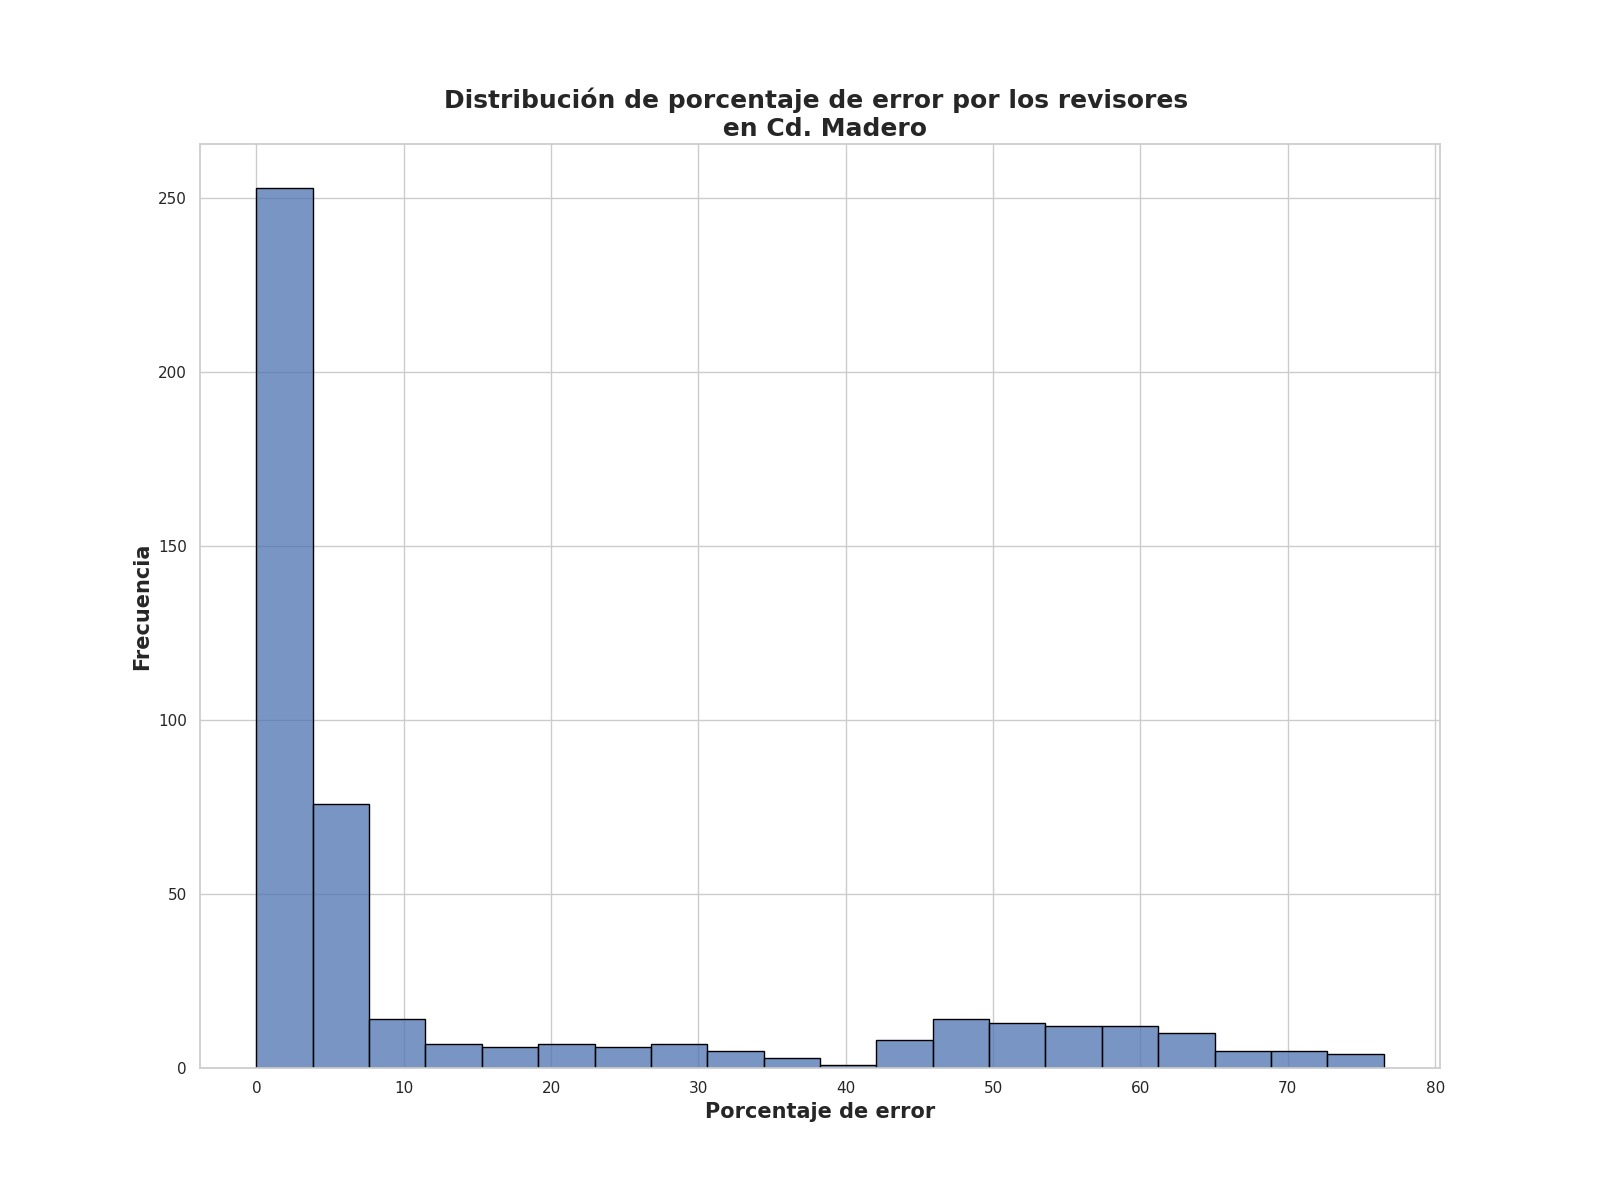 Distribución de porcentaje de error por los revisores
en Cd. Madero
250
200
150
100
50
0
Frecuencia
0 10 20 30 40 50 60 70 80
Porcentaje de error